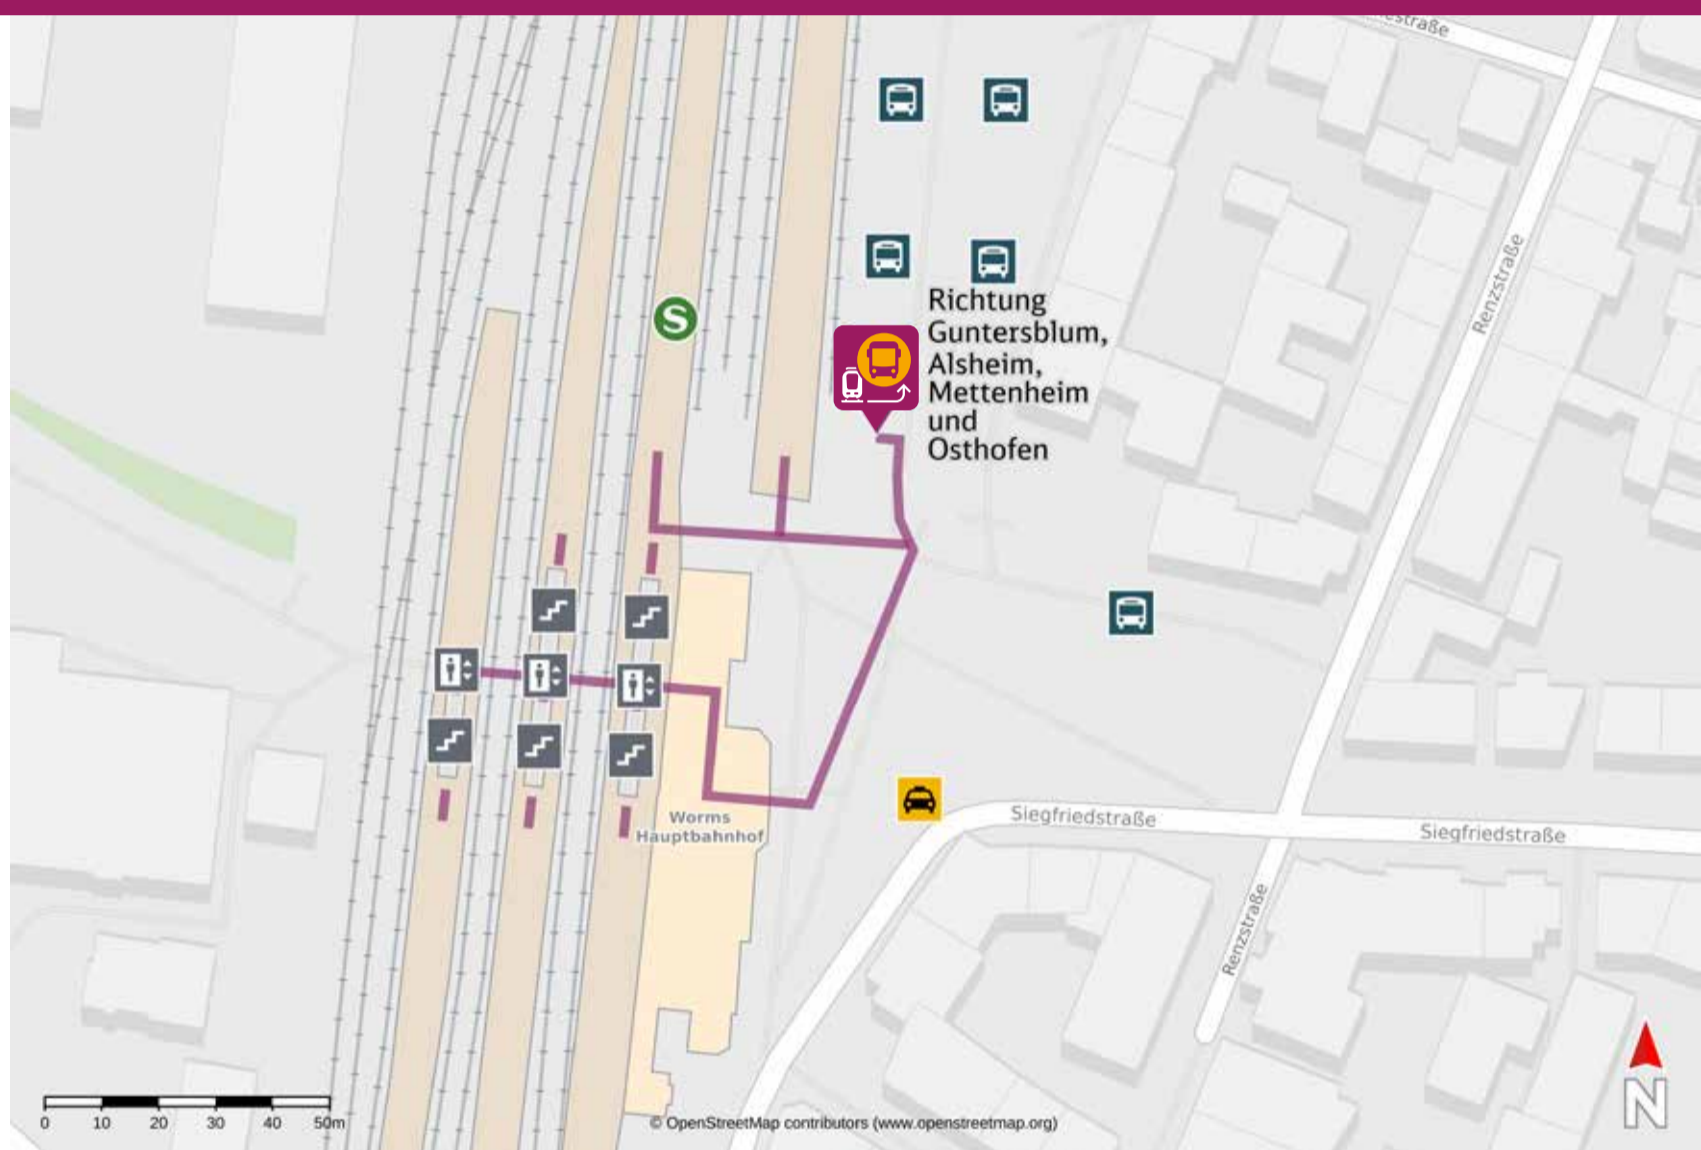 S
Richtung
Guntersblum,
Alsheim,
Mettenheim
und
Osthofen
Renzstraße
Worms
Hauptbahnhof
Siegfriedstraße
Siegfriedstraße
Renzstraße
0 10 20 30 40 50m
© OpenStreetMap contributors (www.openstreetmap.org)
N